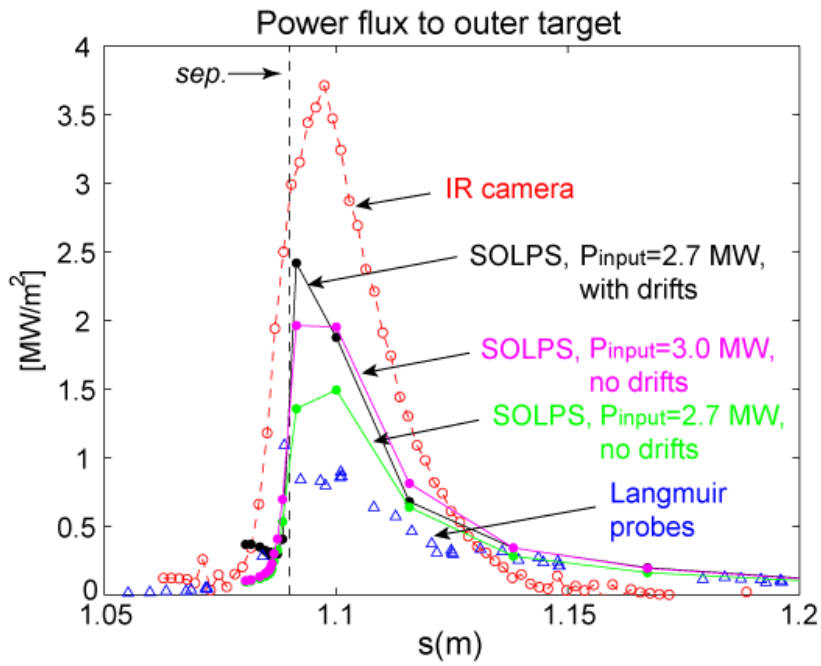 Power flux to outer target
4
3.5
3
2.5
2
1.5
1
0.5
0
[MW/m²]
sep.
IR camera
SOLPS, Pinput=2.7 MW,
with drifts
SOLPS, Pinput=3.0 MW,
no drifts
SOLPS, Pinput=2.7 MW,
no drifts
Langmuir
probes
1.05
1.1
1.15
1.2
s(m)